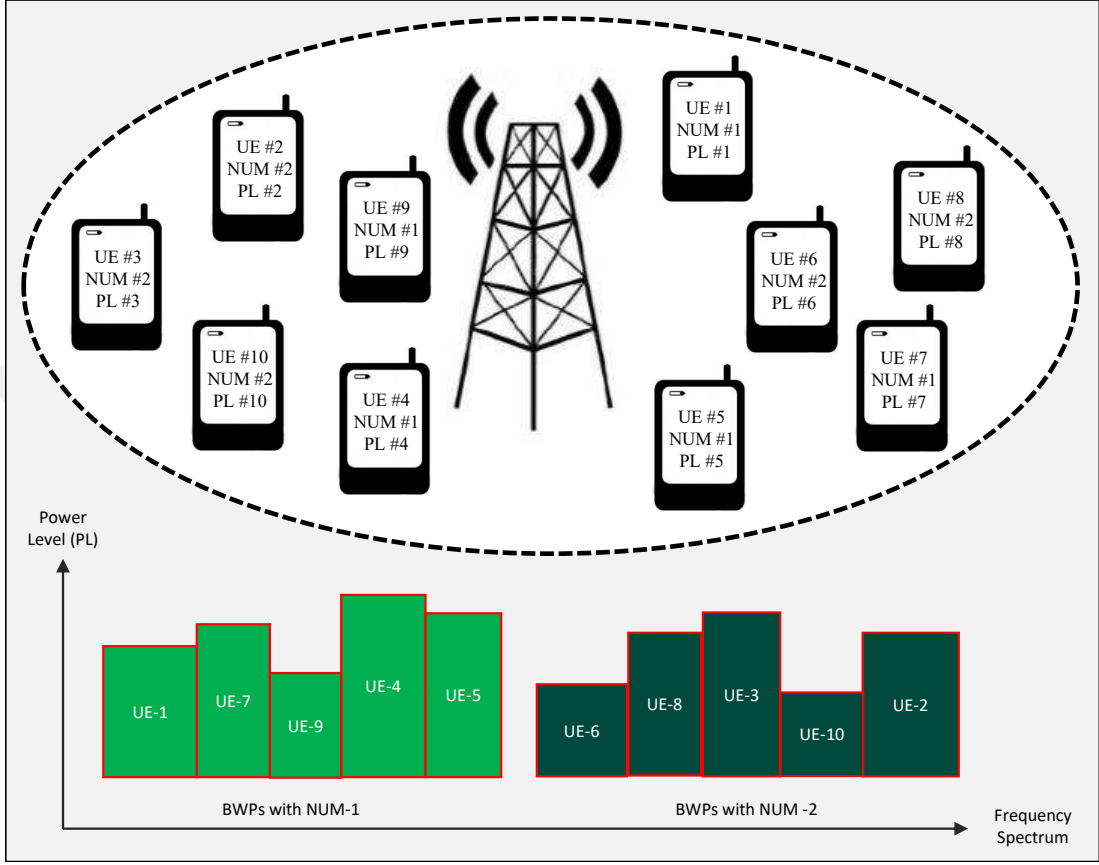 UE #1
NUM #1
PL #1
UE #2
NUM #2
PL #2
UE #9
NUM #1
PL #9
UE #8
NUM #2
PL #8
UE #3
NUM #2
PL #3
UE #6
NUM #2
PL #6
UE #10
NUM #2
PL #10
UE #7
NUM #1
PL #7
UE #4
NUM #1
PL #4
UE #5
NUM #1
PL #5
Power
Level (PL)
UE-1
UE-7
UE-9
UE-4
UE-5
UE-6
UE-8
UE-3
UE-10
UE-2
BWPs with NUM-1
BWPs with NUM -2
Frequency
Spectrum